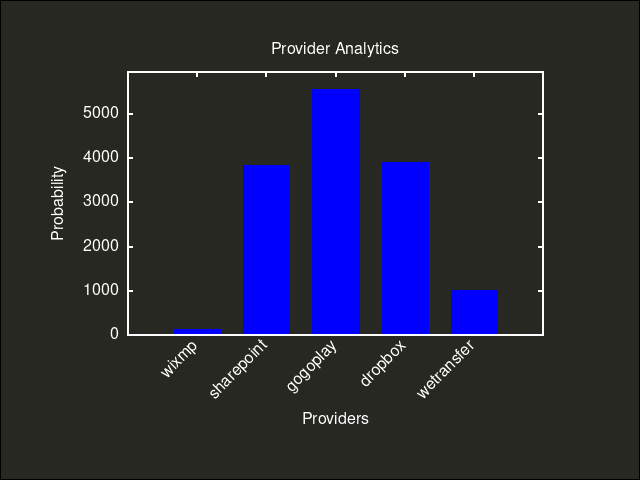 Provider Analytics
5000
4000
3000
2000
1000
0
Probability
wixmp
sharepoint
gogoplay
dropbox
wetransfer
Providers